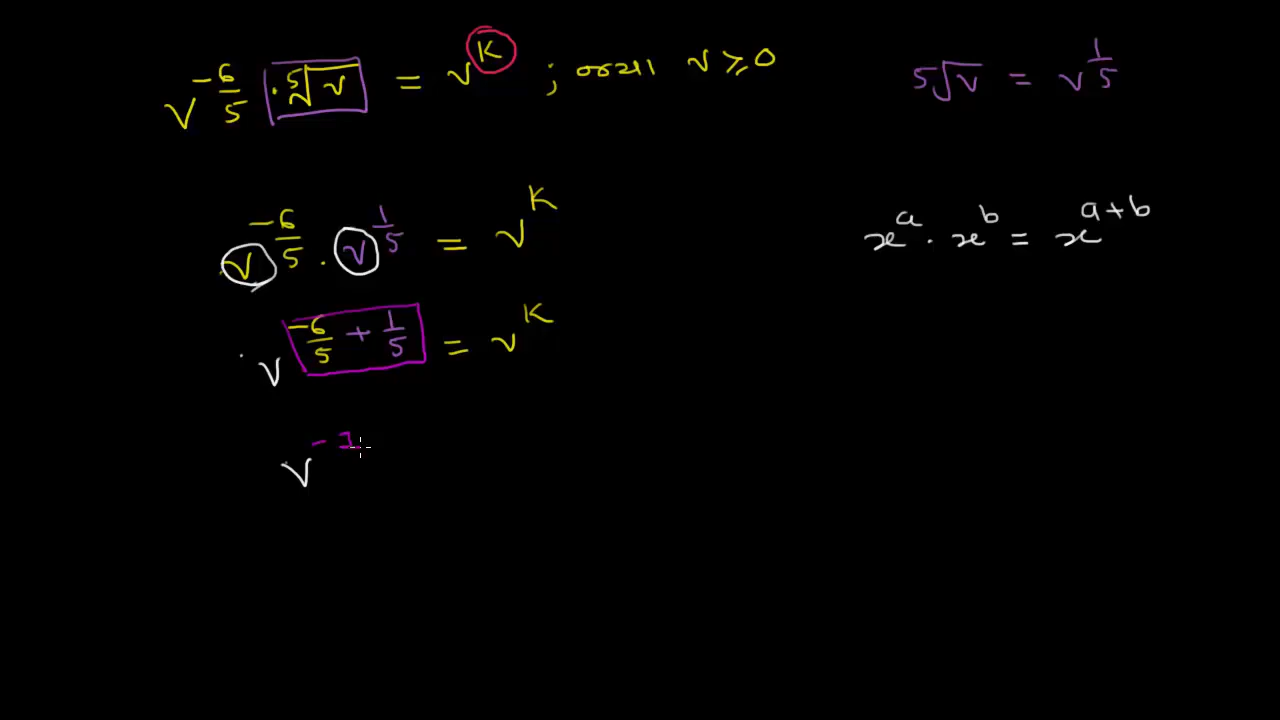 v^(-6/5) · ⁵√v = v^K ; v ⩾ 0
⁵√v = v^(1/5)
v^(-6/5) · v^(1/5) = v^K
x^a · x^b = x^(a+b)
v^(-6/5 + 1/5) = v^K
v^-1